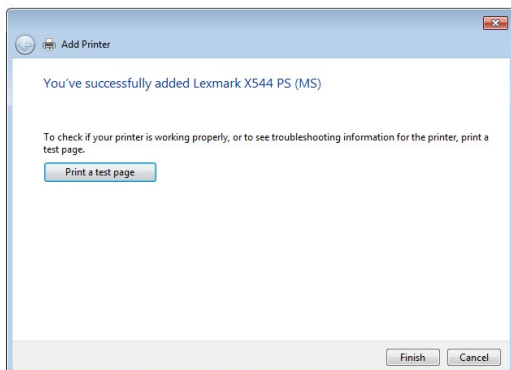 Add Printer
You've successfully added Lexmark X544 PS (MS)
To check if your printer is working properly, or to see troubleshooting information for the printer, print a
test page.
Print a test page
Finish
Cancel